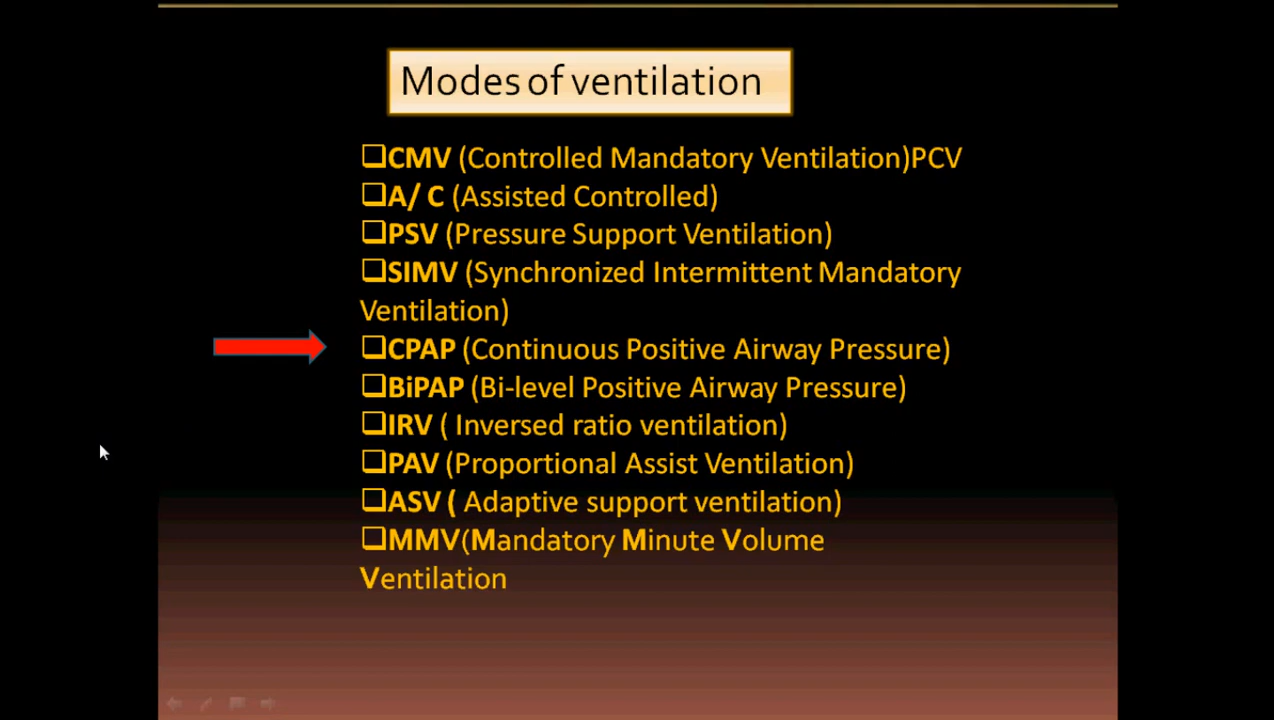 Modes of ventilation
❑CMV (Controlled Mandatory Ventilation)PCV
❑A/ C (Assisted Controlled)
❑PSV (Pressure Support Ventilation)
❑SIMV (Synchronized Intermittent Mandatory
Ventilation)
❑CPAP (Continuous Positive Airway Pressure)
❑BiPAP (Bi-level Positive Airway Pressure)
❑IRV ( Inversed ratio ventilation)
❑PAV (Proportional Assist Ventilation)
❑ASV ( Adaptive support ventilation)
❑MMV(Mandatory Minute Volume
Ventilation